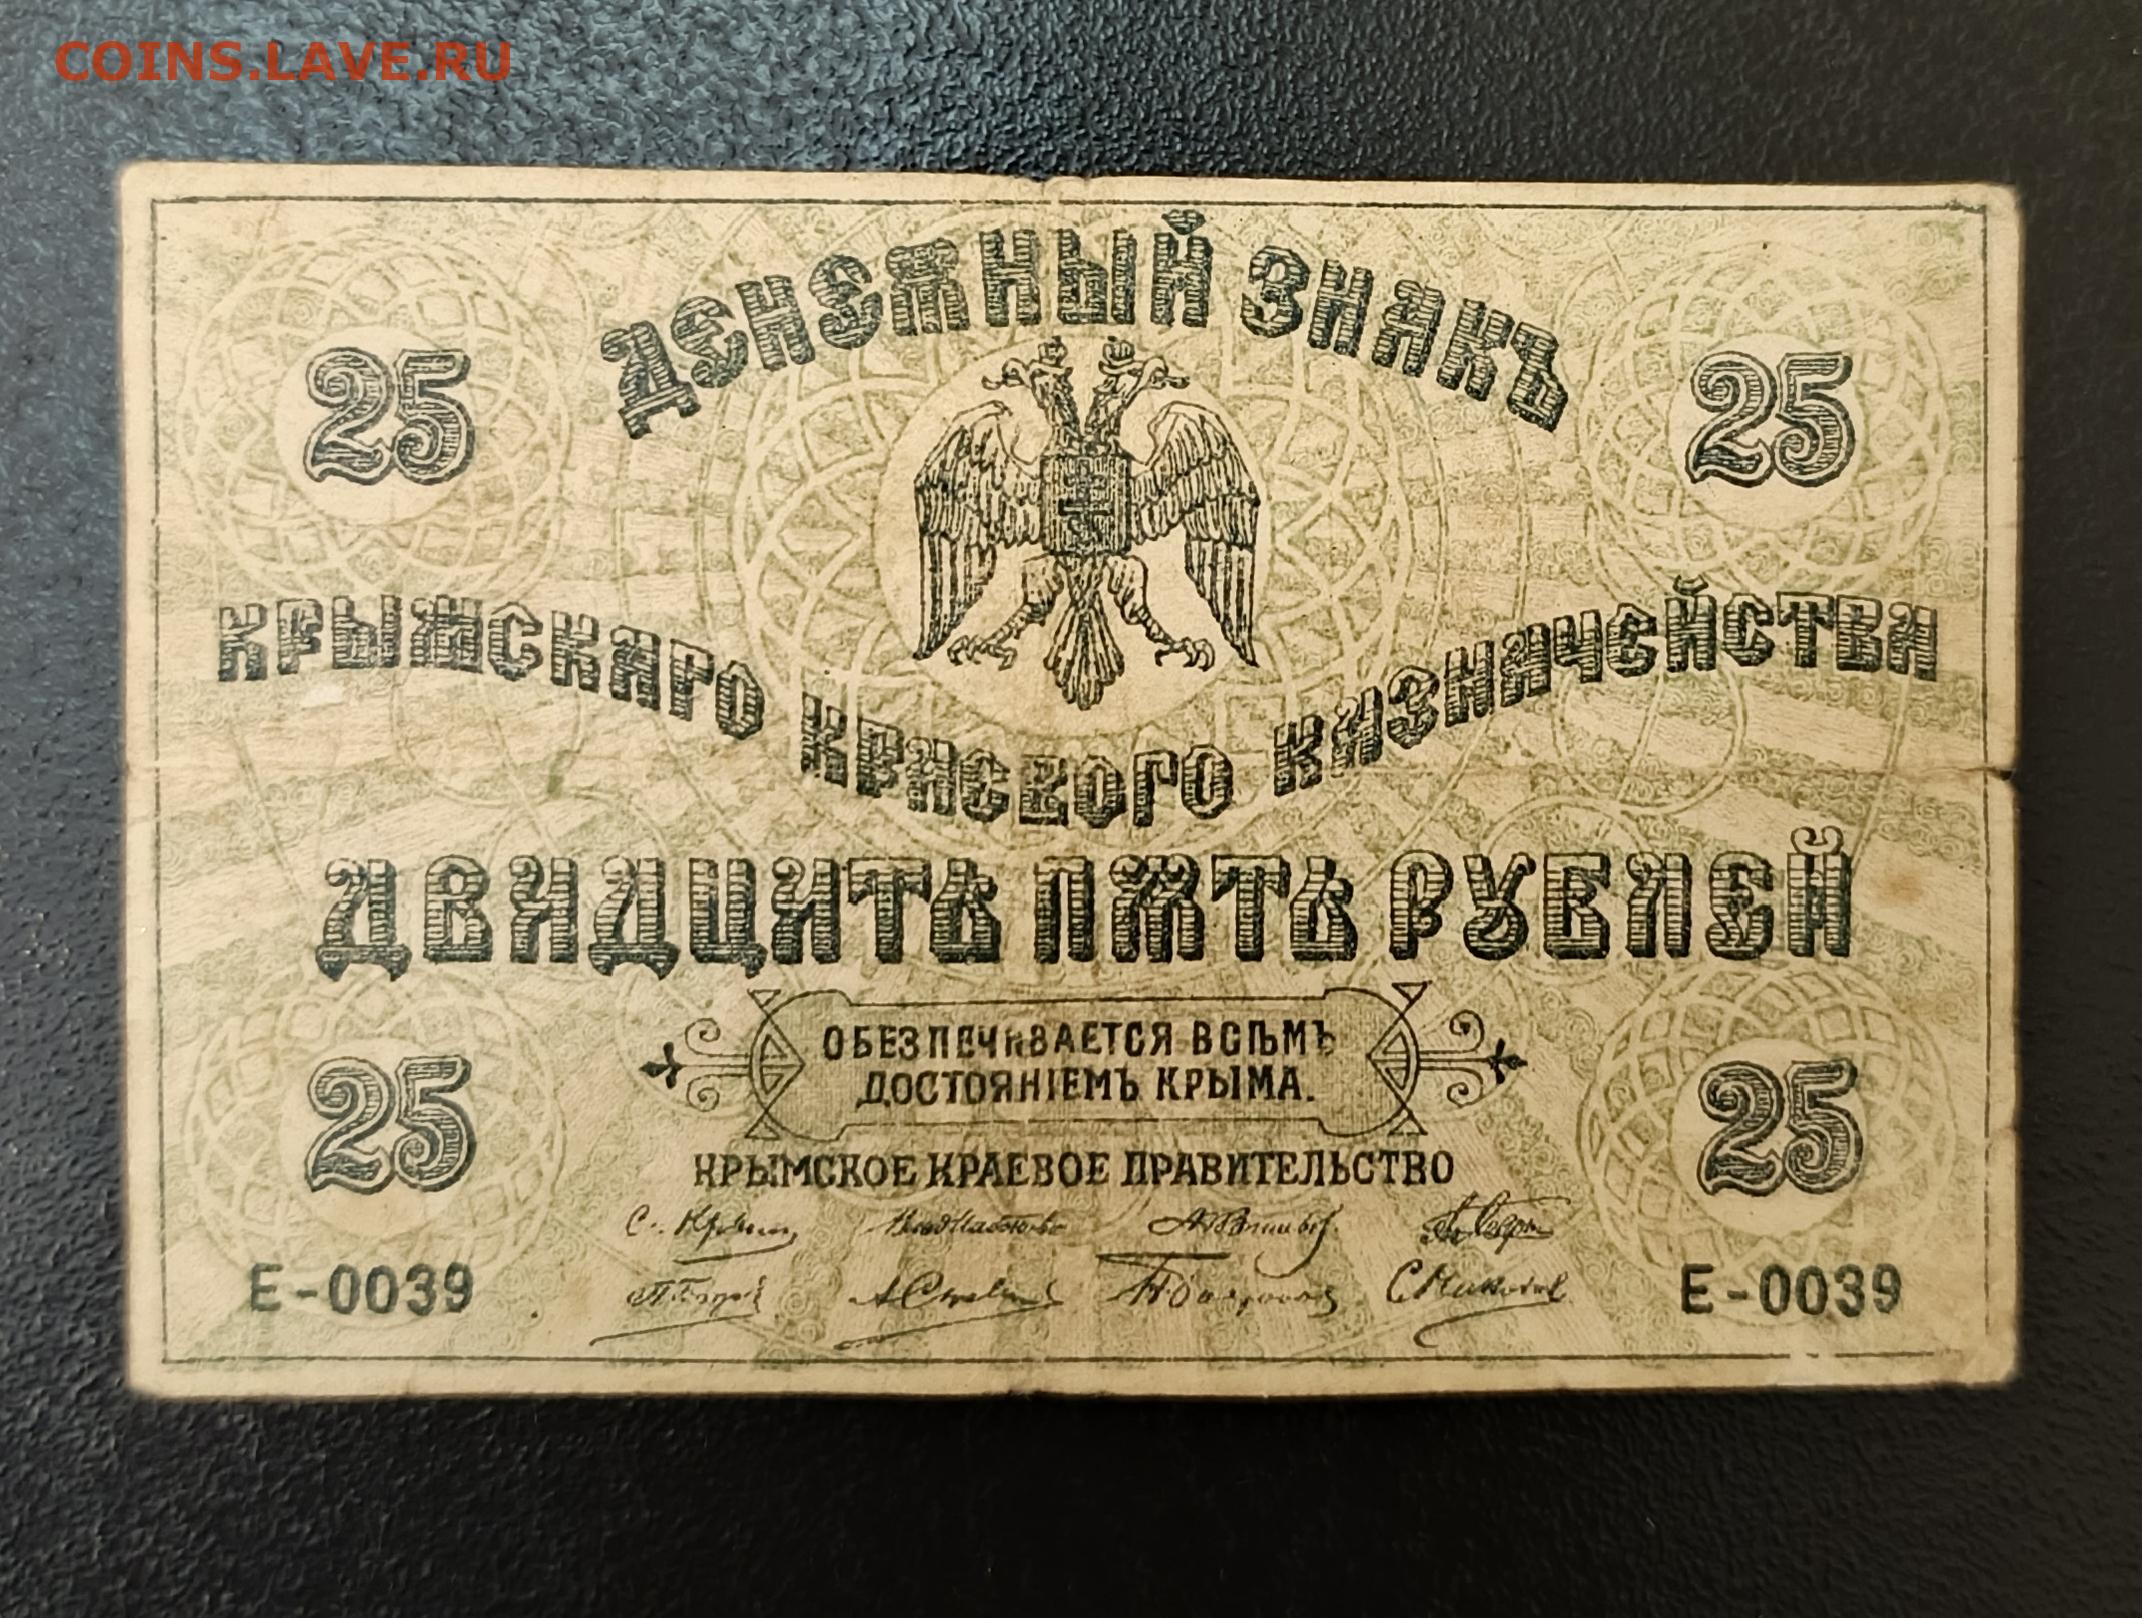 COINS.LAVE.RU
ДЕНЕЖНЫЙ ЗНАКЪ
25 25
КРЫМСКАГО КРАЕВОГО КАЗНАЧЕЙСТВА
ДВАДЦАТЬ ПЯТЬ РУБЛЕЙ
ОБЕЗПЕЧИВАЕТСЯ ВСѢМЪ
ДОСТОЯНІЕМЪ КРЫМА.
25 25
КРЫМСКОЕ КРАЕВОЕ ПРАВИТЕЛЬСТВО
Е-0039 Е-0039